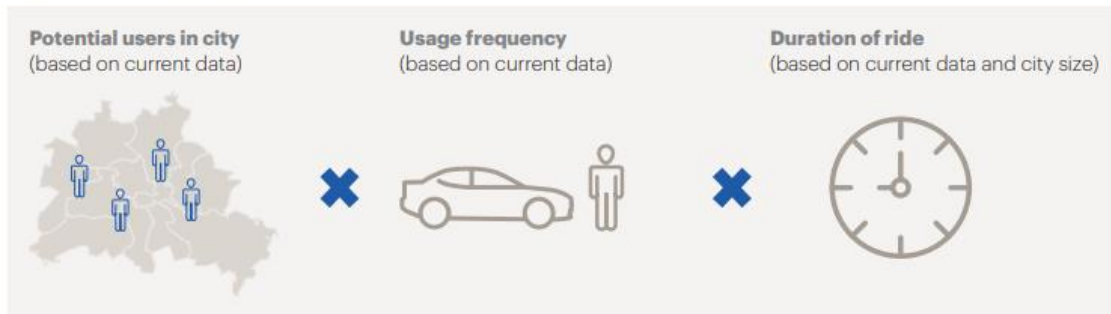 Potential users in city
(based on current data)
Usage frequency
(based on current data)
Duration of ride
(based on current data and city size)